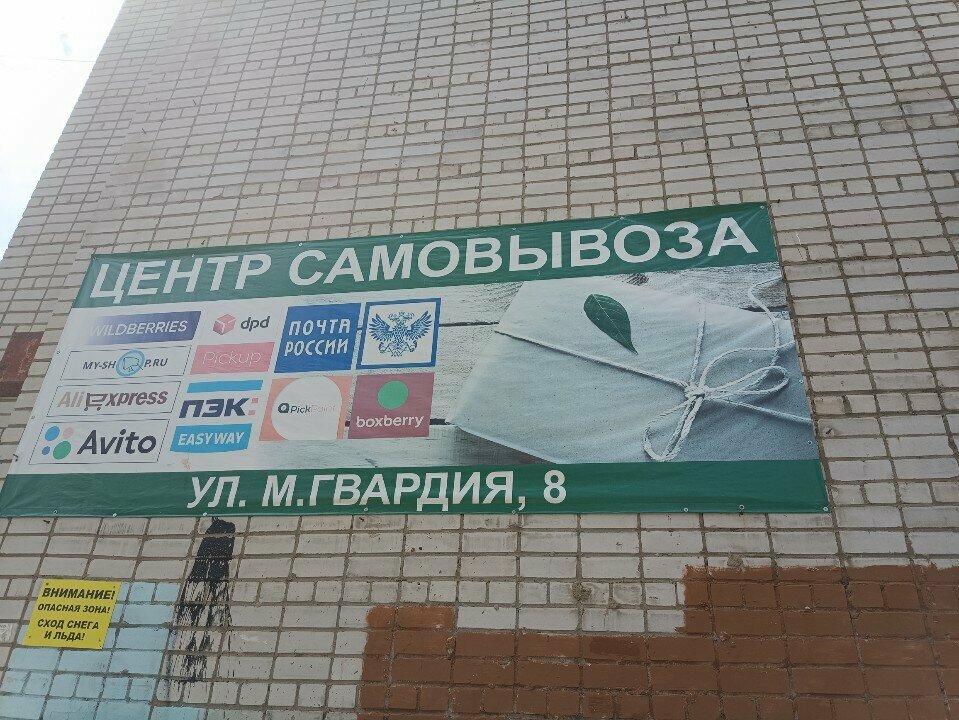 ЦЕНТР САМОВЫВОЗА
WILDBERRIES
dpd
ПОЧТА
РОССИИ
MY-SHOP.RU
Pickup
AliExpress
ПЭК:
EASYWAY
PickPoint
boxberry
Avito
УЛ. М.ГВАРДИЯ, 8
ВНИМАНИЕ!
ОПАСНАЯ ЗОНА!
СХОД СНЕГА
И ЛЬДА!